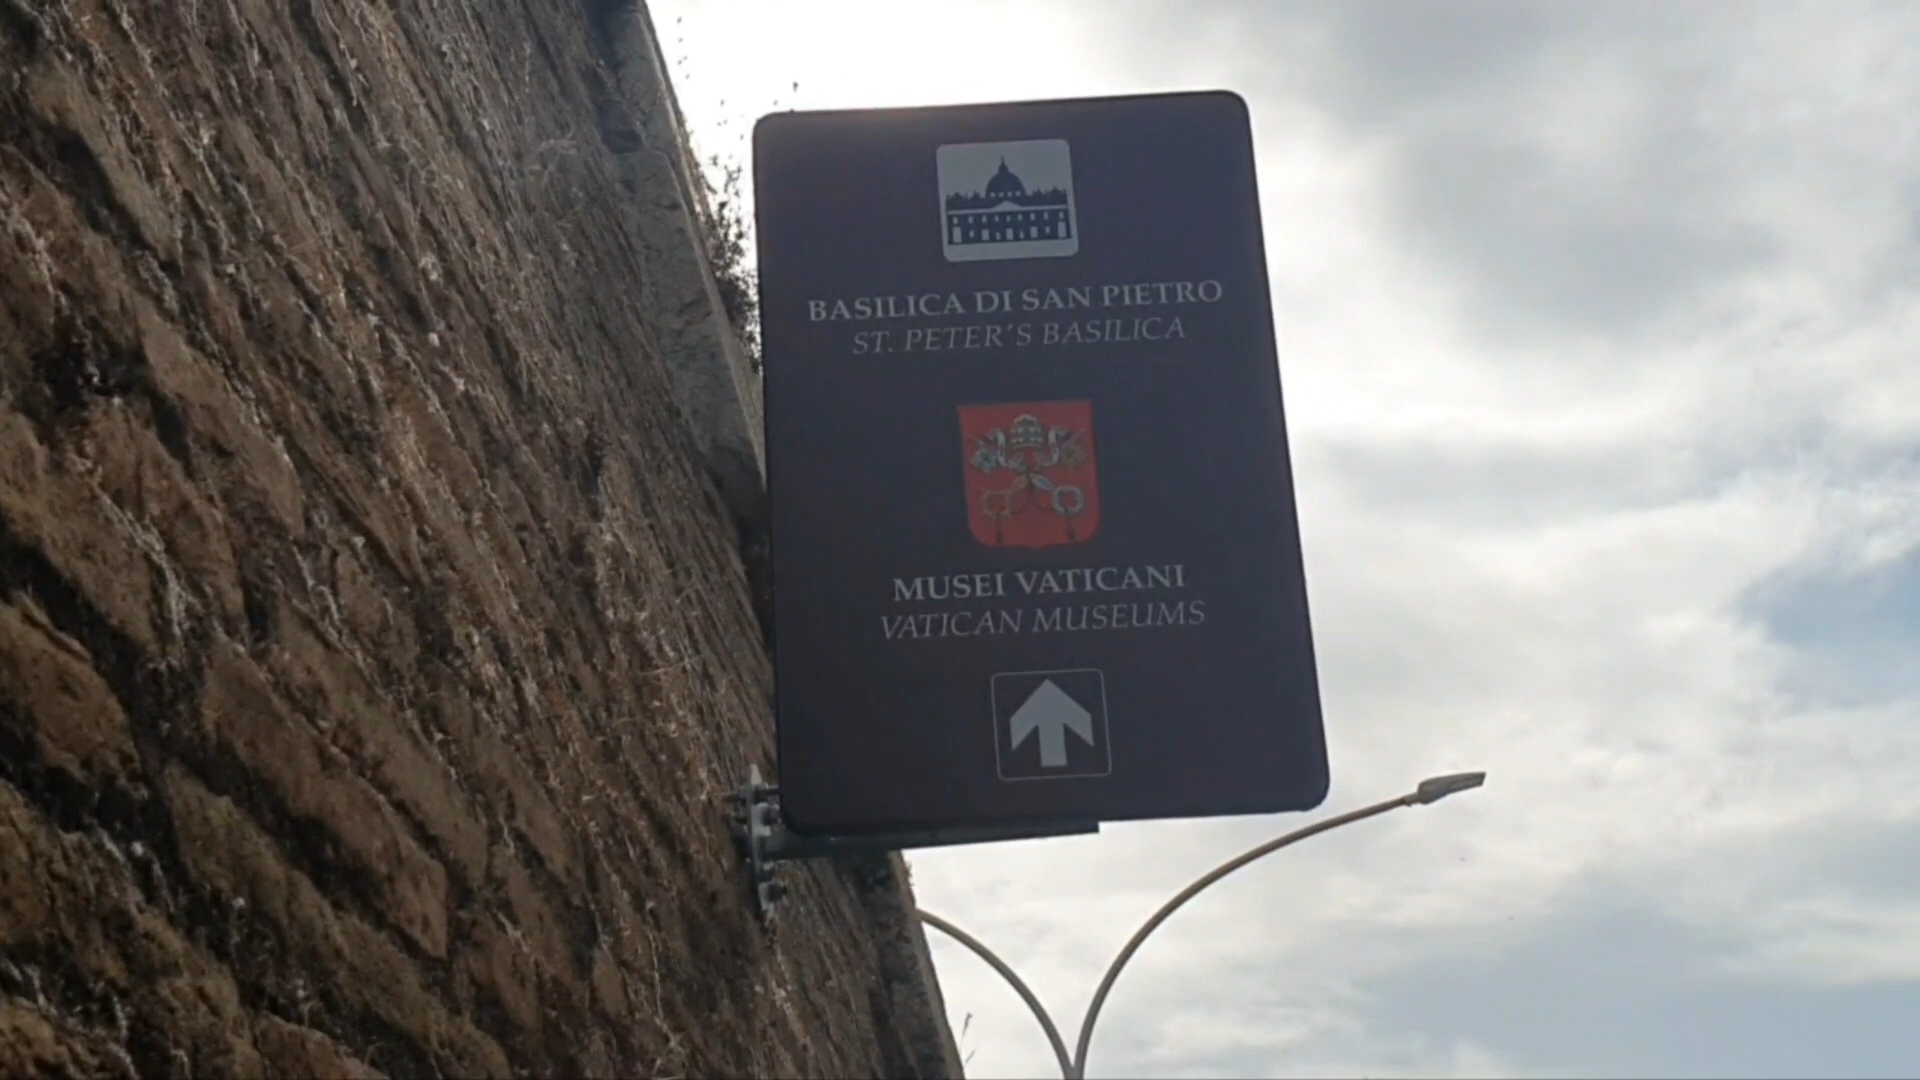 BASILICA DI SAN PIETRO
ST. PETER'S BASILICA
MUSEI VATICANI
VATICAN MUSEUMS